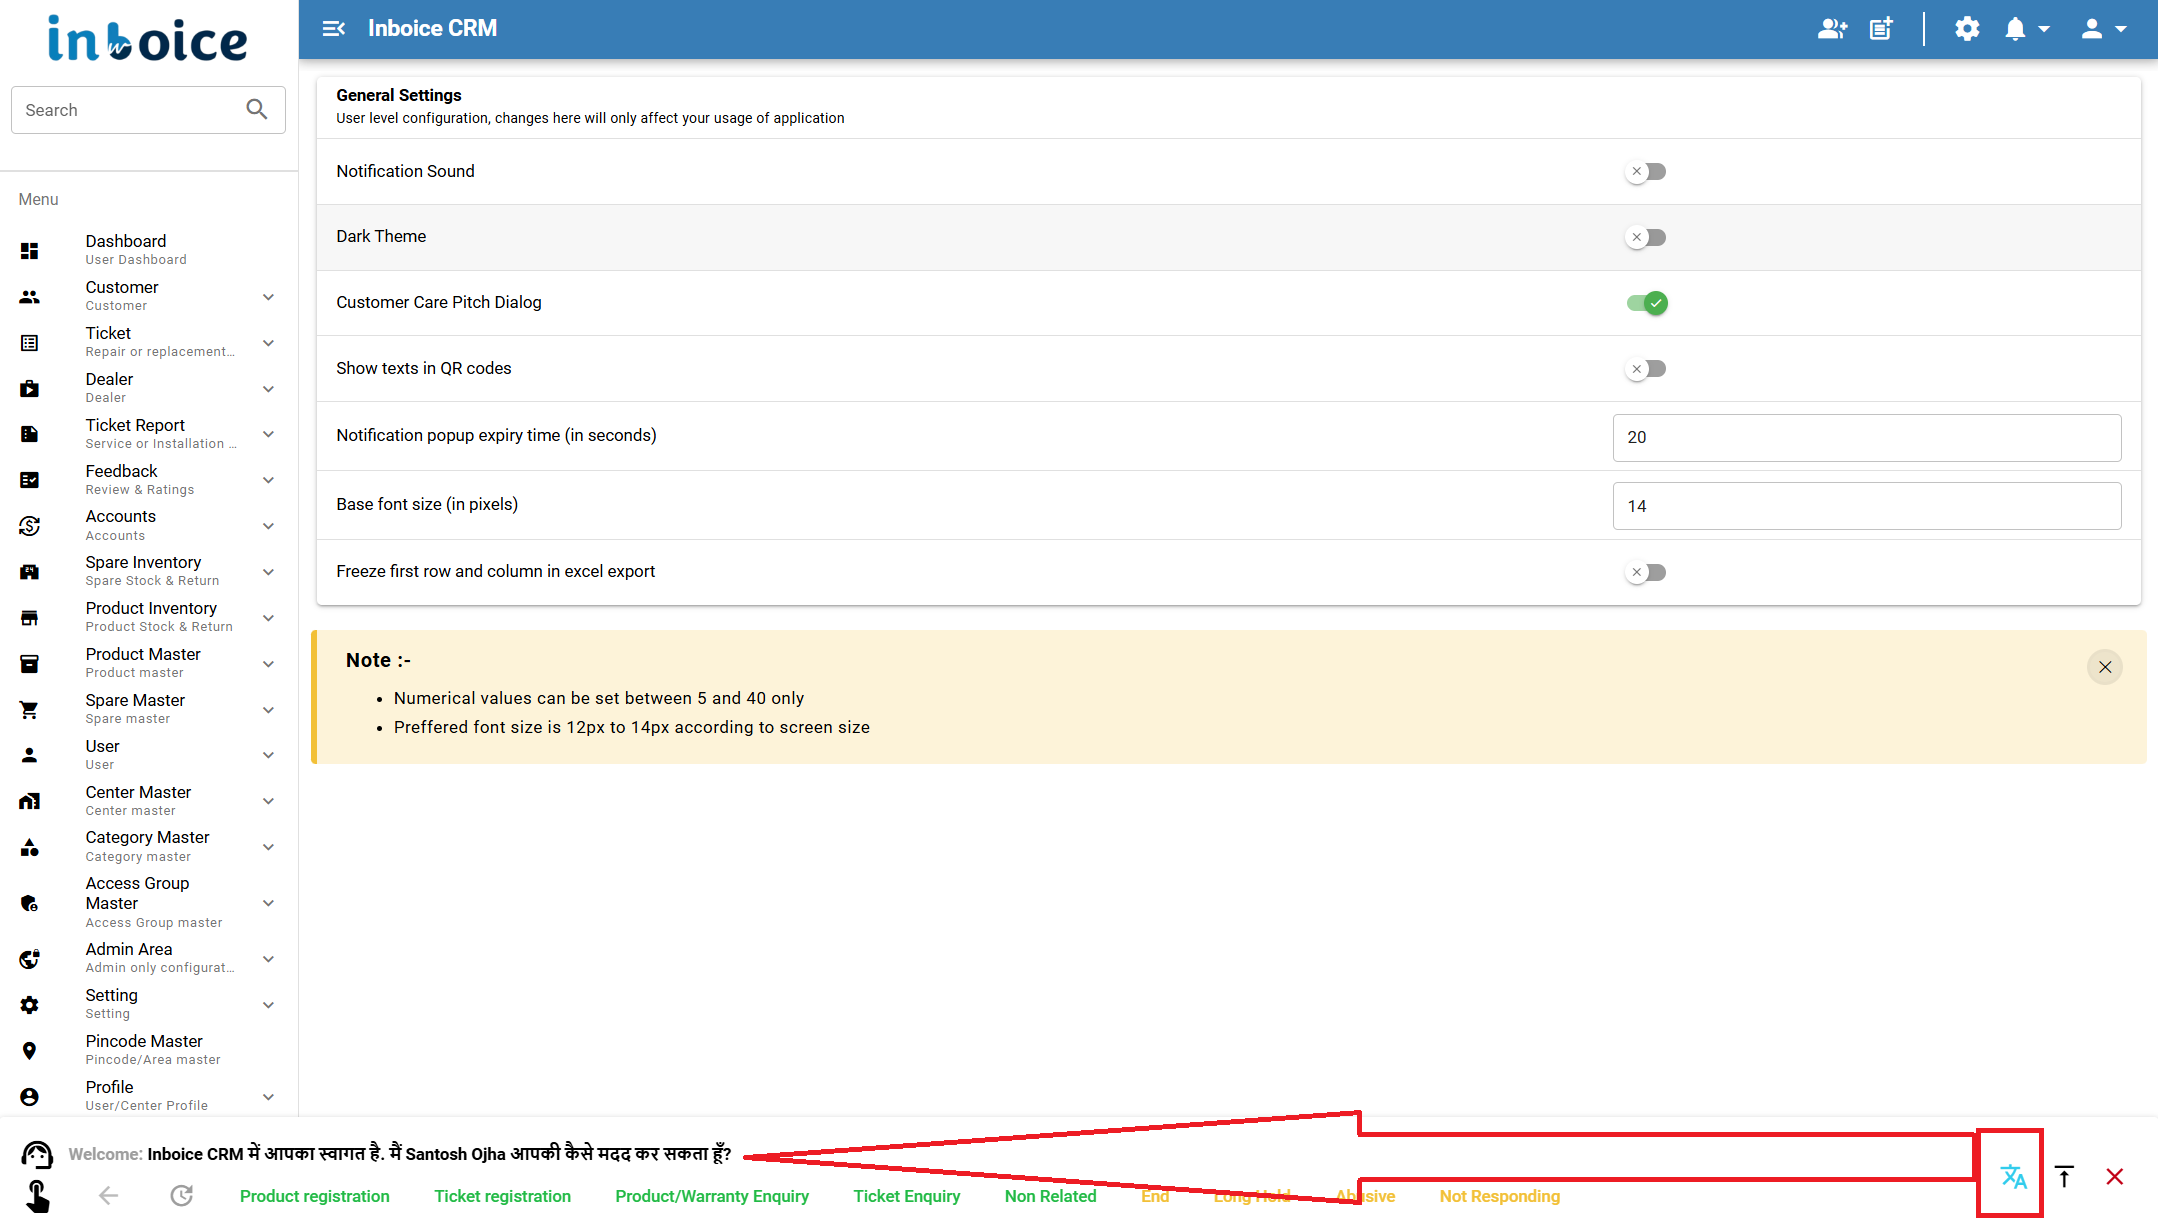 inboice
Inboice CRM
Search
General Settings
User level configuration, changes here will only affect your usage of application
Menu
Notification Sound
Dark Theme
Customer Care Pitch Dialog
Show texts in QR codes
Notification popup expiry time (in seconds)
20
Base font size (in pixels)
14
Freeze first row and column in excel export
Note :-
Numerical values can be set between 5 and 40 only
Preffered font size is 12px to 14px according to screen size
Dashboard
User Dashboard
Customer
Customer
Ticket
Repair or replacement...
Dealer
Dealer
Ticket Report
Service or Installation ...
Feedback
Review & Ratings
Accounts
Accounts
Spare Inventory
Spare Stock & Return
Product Inventory
Product Stock & Return
Product Master
Product master
Spare Master
Spare master
User
User
Center Master
Center master
Category Master
Category master
Access Group
Master
Access Group master
Admin Area
Admin only configurat...
Setting
Setting
Pincode Master
Pincode/Area master
Profile
User/Center Profile
Welcome: Inboice CRM में आपका स्वागत है. मैं Santosh Ojha आपकी कैसे मदद कर सकता हूँ?
Product registration Ticket registration Product/Warranty Enquiry Ticket Enquiry Non Related End Long Hold Abusive Not Responding